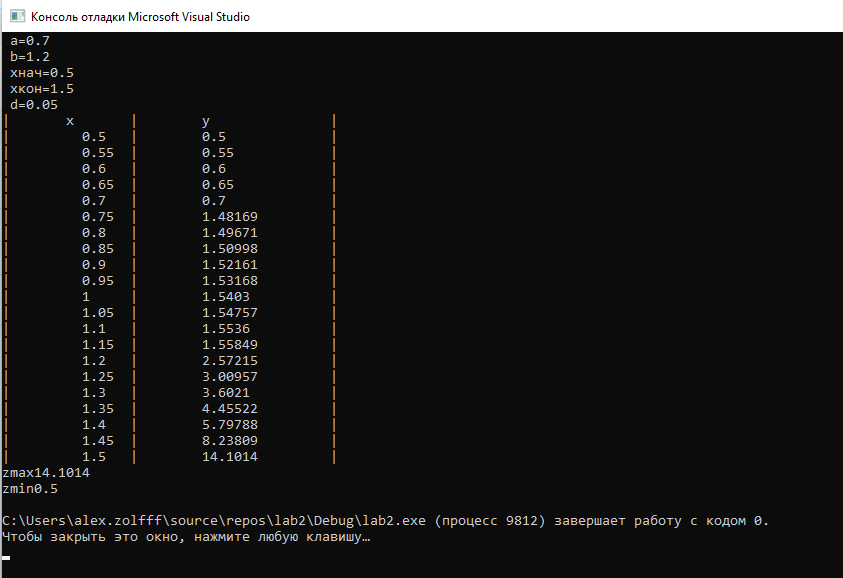 Консоль отладки Microsoft Visual Studio
a=0.7
b=1.2
xнач=0.5
xкон=1.5
d=0.05
| x | y |
| 0.5 | 0.5 |
| 0.55 | 0.55 |
| 0.6 | 0.6 |
| 0.65 | 0.65 |
| 0.7 | 0.7 |
| 0.75 | 1.48169 |
| 0.8 | 1.49671 |
| 0.85 | 1.50998 |
| 0.9 | 1.52161 |
| 0.95 | 1.53168 |
| 1 | 1.5403 |
| 1.05 | 1.54757 |
| 1.1 | 1.5536 |
| 1.15 | 1.55849 |
| 1.2 | 2.57215 |
| 1.25 | 3.00957 |
| 1.3 | 3.6021 |
| 1.35 | 4.45522 |
| 1.4 | 5.79788 |
| 1.45 | 8.23809 |
| 1.5 | 14.1014 |
zmax14.1014
zmin0.5
C:\Users\alex.zolfff\source\repos\lab2\Debug\lab2.exe (процесс 9812) завершает работу с кодом 0.
Чтобы закрыть это окно, нажмите любую клавишу…